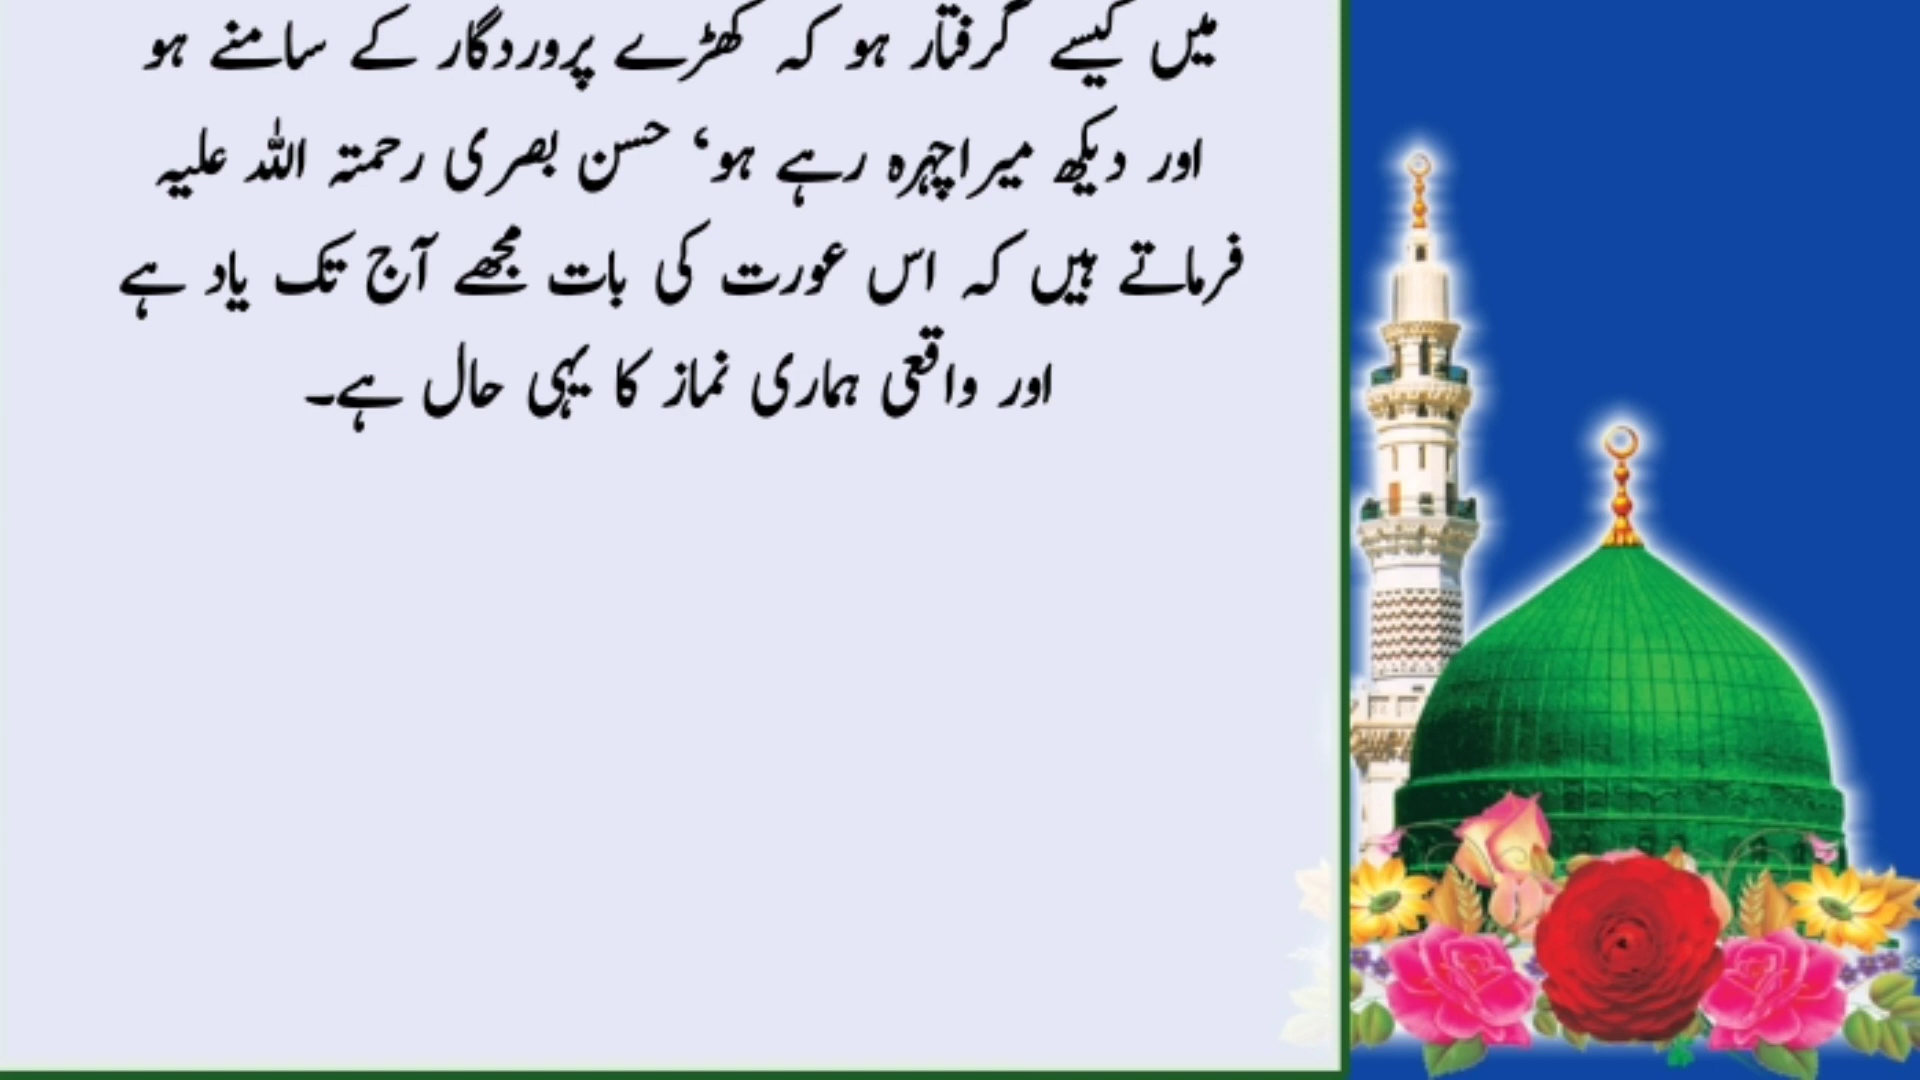 میں کیسے گرفتار ہو کہ کھڑے پروردگار کے سامنے ہو
اور دیکھ میراچہرہ رہے ہو‘ حسن بصری رحمتہ اللہ علیہ
فرماتے ہیں کہ اس عورت کی بات مجھے آج تک یاد ہے
اور واقعی ہماری نماز کا یہی حال ہے۔